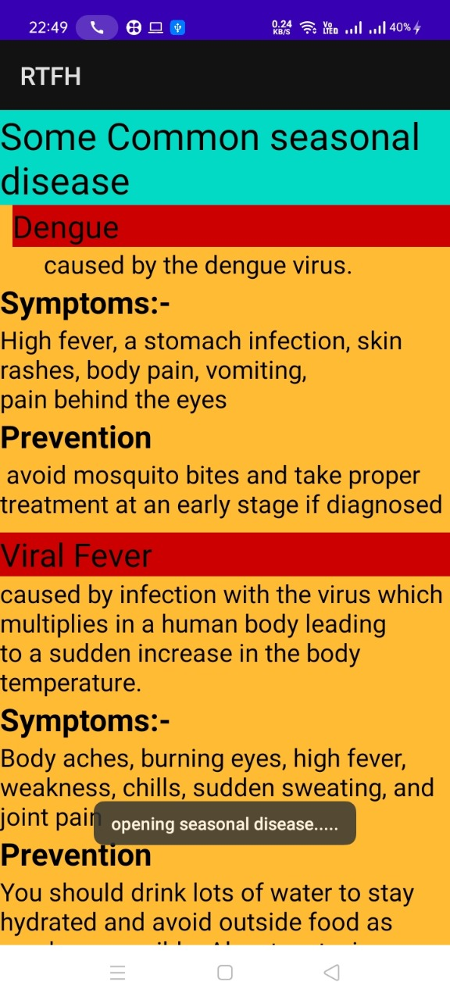 22:49
0.24 KB/S
Vo LTED
40%
RTFH
Some Common seasonal
disease
Dengue
caused by the dengue virus.
Symptoms:-
High fever, a stomach infection, skin
rashes, body pain, vomiting,
pain behind the eyes
Prevention
avoid mosquito bites and take proper
treatment at an early stage if diagnosed
Viral Fever
caused by infection with the virus which
multiplies in a human body leading
to a sudden increase in the body
temperature.
Symptoms:-
Body aches, burning eyes, high fever,
weakness, chills, sudden sweating, and
joint pain
opening seasonal disease.....
Prevention
You should drink lots of water to stay
hydrated and avoid outside food as